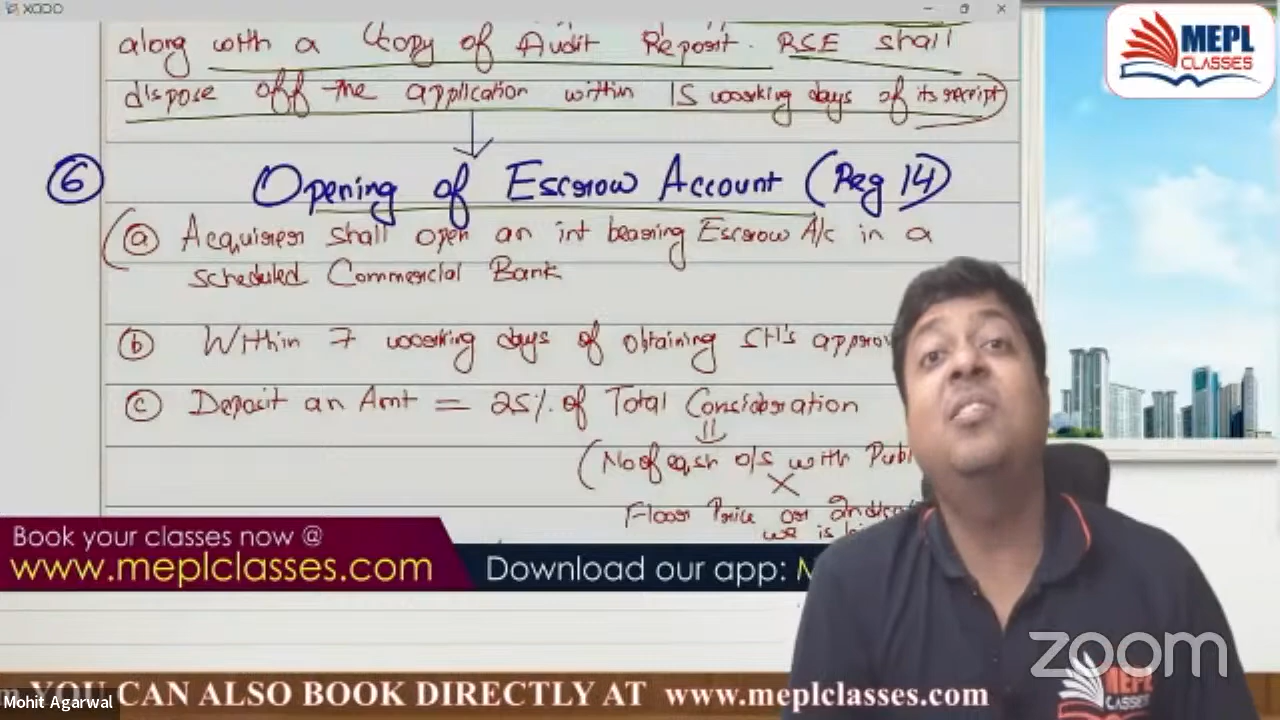 XODO
along with a Copy of Audit Report. RSE shall
dispose off the application within 15 working days of its receipt
MEPL
CLASSES
6 Opening of Escrow Account (Reg 14)
a Acquirer shall open an int bearing Escrow A/c in a
scheduled Commercial Bank
b Within 7 working days of obtaining SH's
c Deposit an Amt = 25% of Total Consideration
(No of eq sh o/s with
X
Floor Price or
Book your classes now @
www.meplclasses.com
Download our app: M
zoom
MEPL
CLASSES
YOU CAN ALSO BOOK DIRECTLY AT www.meplclasses.com
Mohit Agarwal